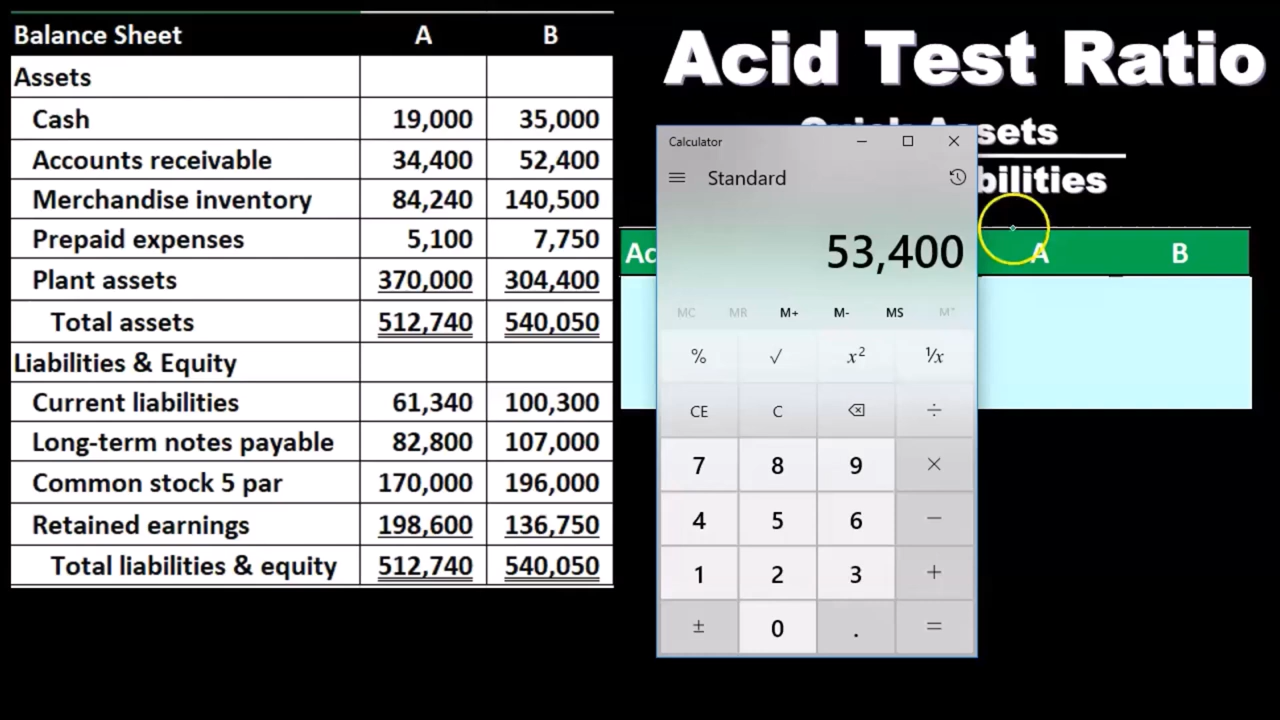 Balance Sheet A B
Assets
Cash 19,000 35,000
Accounts receivable 34,400 52,400
Merchandise inventory 84,240 140,500
Prepaid expenses 5,100 7,750
Plant assets 370,000 304,400
Total assets 512,740 540,050
Liabilities & Equity
Current liabilities 61,340 100,300
Long-term notes payable 82,800 107,000
Common stock 5 par 170,000 196,000
Retained earnings 198,600 136,750
Total liabilities & equity 512,740 540,050
Acid Test Ratio
A B
Calculator
Standard
53,400
MC MR M+ M- MS
% √ x² ¹/x
CE C ÷
7 8 9 ×
4 5 6 −
1 2 3 +
± 0 . =